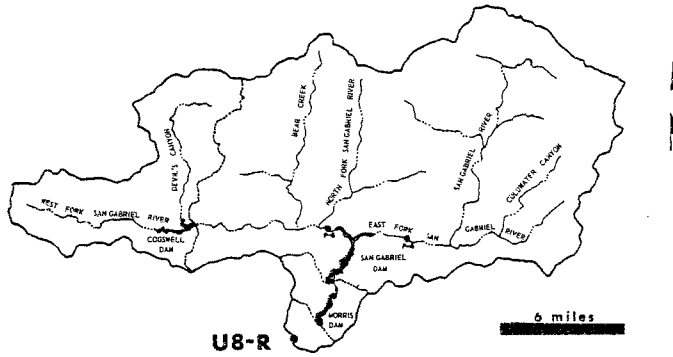 DEVIL'S CANYON
BEAR CREEK
NORTH FORK SAN GABRIEL RIVER
SAN GABRIEL RIVER
COLDWATER CANYON
WEST FORK SAN GABRIEL RIVER
COGSWELL
DAM
EAST FORK SAN GABRIEL RIVER
SAN GABRIEL
DAM
MORRIS
DAM
U8-R
6 miles